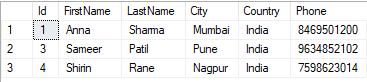 Id FirstName LastName City Country Phone
1 1 Anna Sharma Mumbai India 8469501200
2 3 Sameer Patil Pune India 9634852102
3 4 Shirin Rane Nagpur India 7598623014